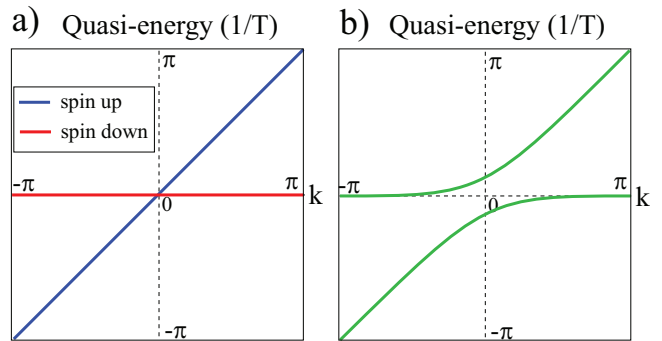 a) Quasi-energy (1/T)
π
spin up
spin down
-π
π
k
0
-π
b) Quasi-energy (1/T)
π
-π
π
k
0
-π